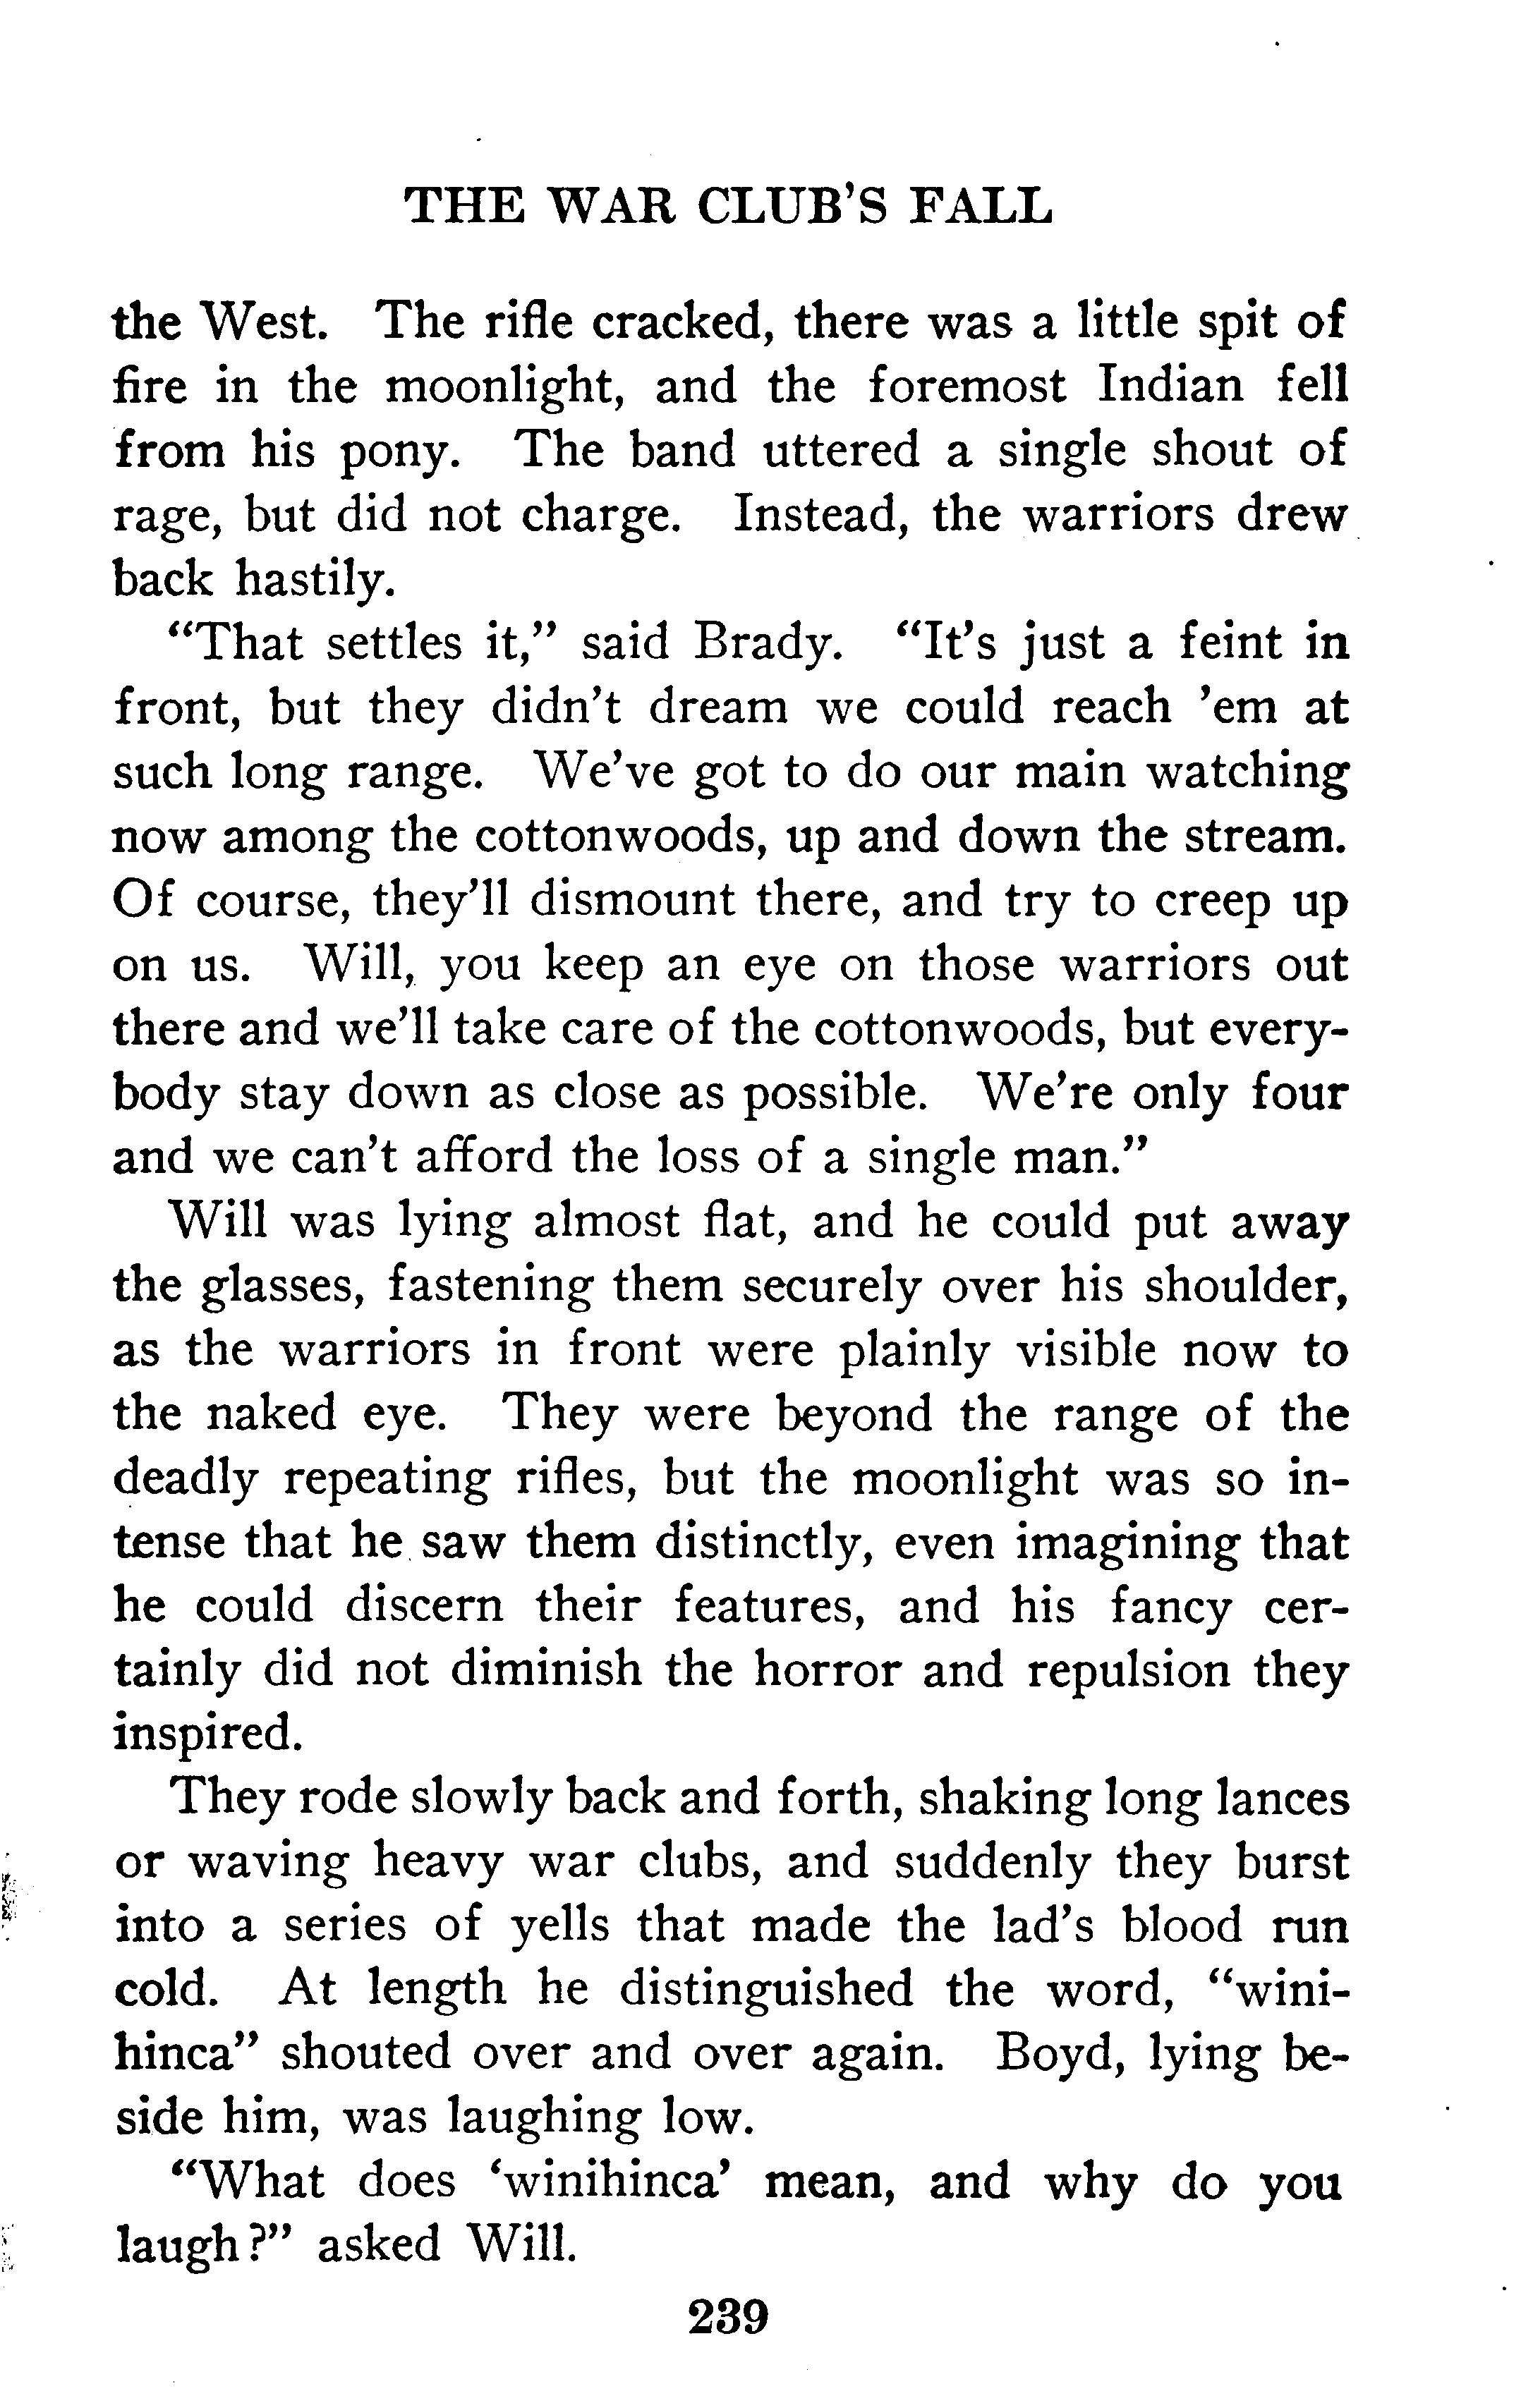 THE WAR CLUB'S FALL
the West. The rifle cracked, there was a little spit of
fire in the moonlight, and the foremost Indian fell
from his pony. The band uttered a single shout of
rage, but did not charge. Instead, the warriors drew
back hastily.
"That settles it," said Brady. "It's just a feint in
front, but they didn't dream we could reach 'em at
such long range. We've got to do our main watching
now among the cottonwoods, up and down the stream.
Of course, they'll dismount there, and try to creep up
on us. Will, you keep an eye on those warriors out
there and we'll take care of the cottonwoods, but every-
body stay down as close as possible. We're only four
and we can't afford the loss of a single man."
Will was lying almost flat, and he could put away
the glasses, fastening them securely over his shoulder,
as the warriors in front were plainly visible now to
the naked eye. They were beyond the range of the
deadly repeating rifles, but the moonlight was so in-
tense that he saw them distinctly, even imagining that
he could discern their features, and his fancy cer-
tainly did not diminish the horror and repulsion they
inspired.
They rode slowly back and forth, shaking long lances
or waving heavy war clubs, and suddenly they burst
into a series of yells that made the lad's blood run
cold. At length he distinguished the word, "wini-
hinca" shouted over and over again. Boyd, lying be-
side him, was laughing low.
"What does 'winihinca' mean, and why do you
laugh?" asked Will.
239